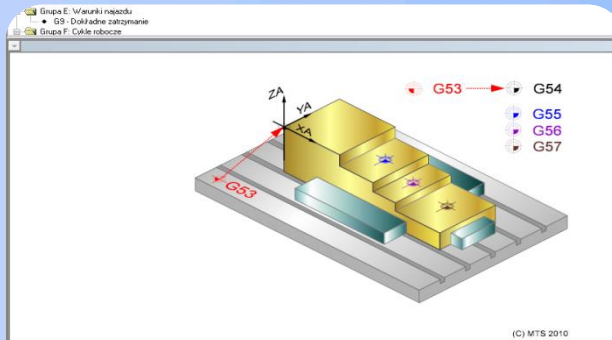 Grupa E: Warunki najazdu
G9 - Dokładne zatrzymanie
Grupa F: Cykle robocze
G53
G54
G55
G56
G57
ZA
YA
XA
G53
(C) MTS 2010